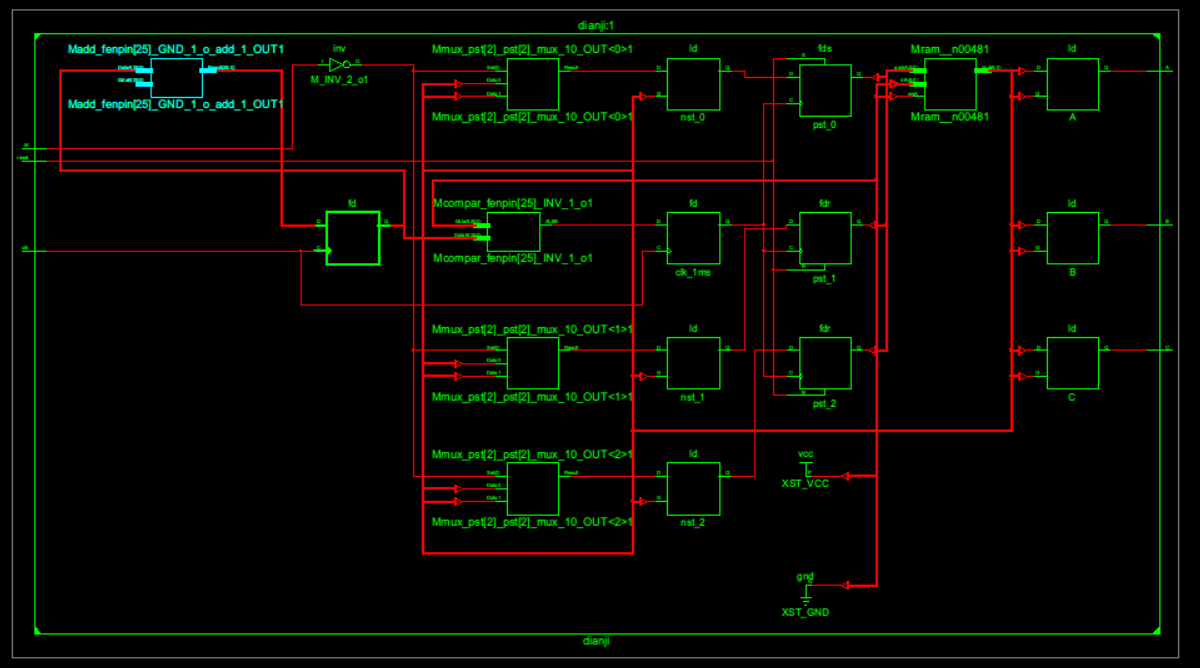 dianji:1
Madd_fenpin[25]_GND_1_o_add_1_OUT1
inv
Mmux_pst[2]_pst[2]_mux_10_OUT<0>1
ld
fds
Mram__n00481
ld
M_INV_2_o1
Madd_fenpin[25]_GND_1_o_add_1_OUT1
Mmux_pst[2]_pst[2]_mux_10_OUT<0>1
nst_0
pst_0
Mram__n00481
A
fd
Mcompar_fenpin[25]_INV_1_o1
fd
fdr
ld
Mcompar_fenpin[25]_INV_1_o1
clk_1ms
pst_1
B
Mmux_pst[2]_pst[2]_mux_10_OUT<1>1
ld
fdr
ld
Mmux_pst[2]_pst[2]_mux_10_OUT<1>1
nst_1
pst_2
C
Mmux_pst[2]_pst[2]_mux_10_OUT<2>1
ld
vcc
XST_VCC
Mmux_pst[2]_pst[2]_mux_10_OUT<2>1
nst_2
gnd
XST_GND
dianji